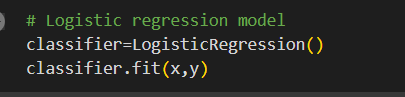 # Logistic regression model
classifier=LogisticRegression()
classifier.fit(x,y)